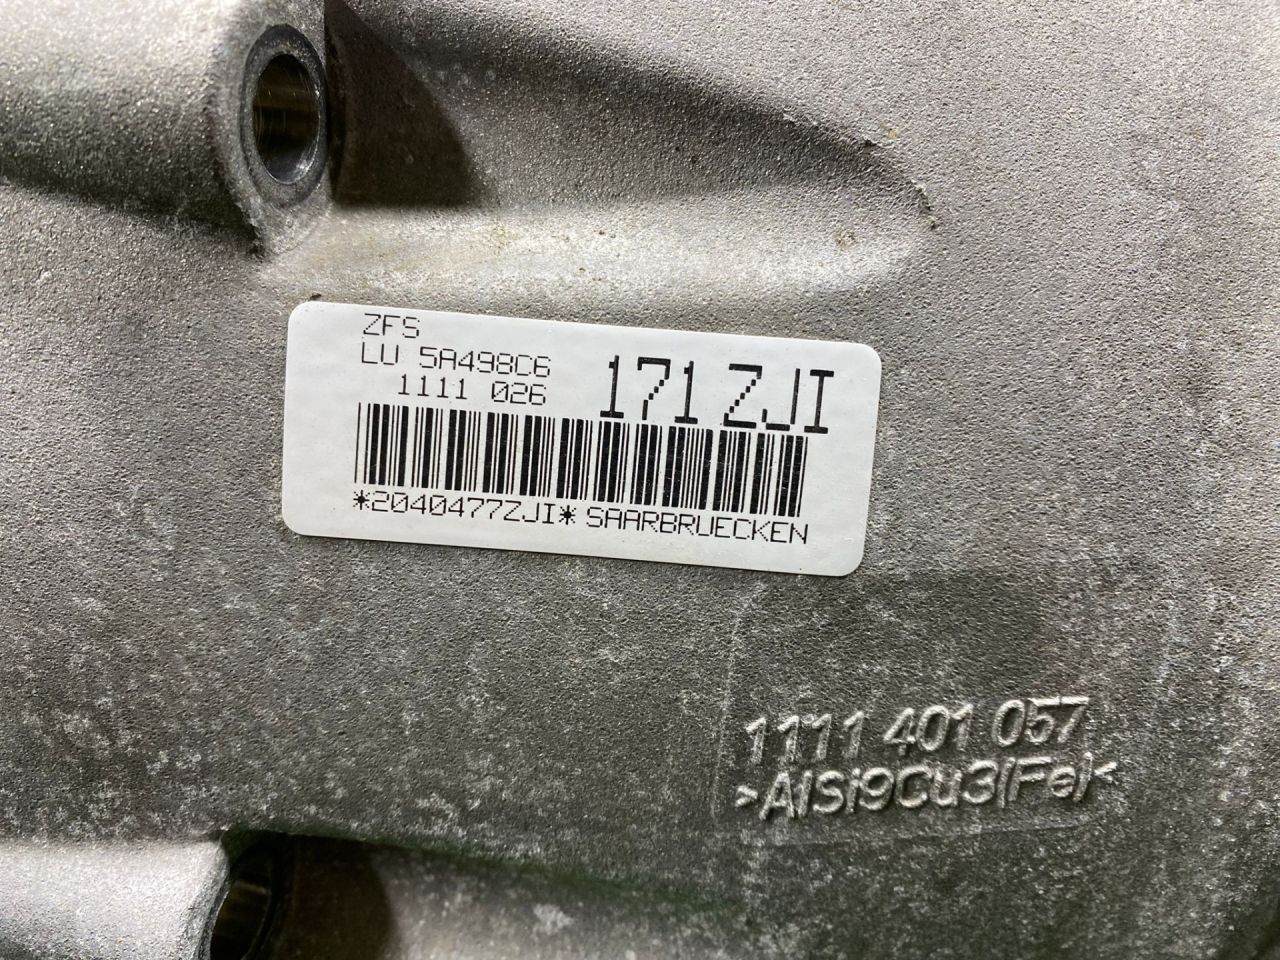 ZFS
LU 5A498C6
1111 026
171 ZJI
*2040477ZJI* SAARBRUECKEN
1111 401 057
>AlSi9Cu3(Fe)<